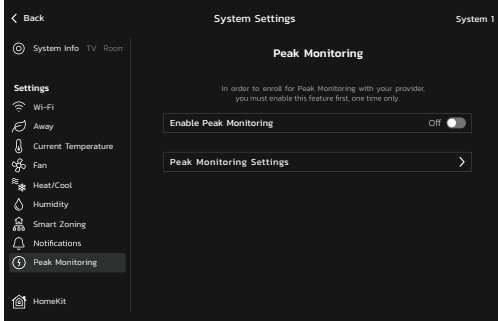 Back
System Settings
System 1
System Info TV Room
Peak Monitoring
In order to enroll for Peak Monitoring with your provider,
you must enable this feature first, one time only.
Settings
Wi-Fi
Away
Current Temperature
Fan
Heat/Cool
Humidity
Smart Zoning
Notifications
Peak Monitoring
HomeKit
Enable Peak Monitoring
Off
Peak Monitoring Settings